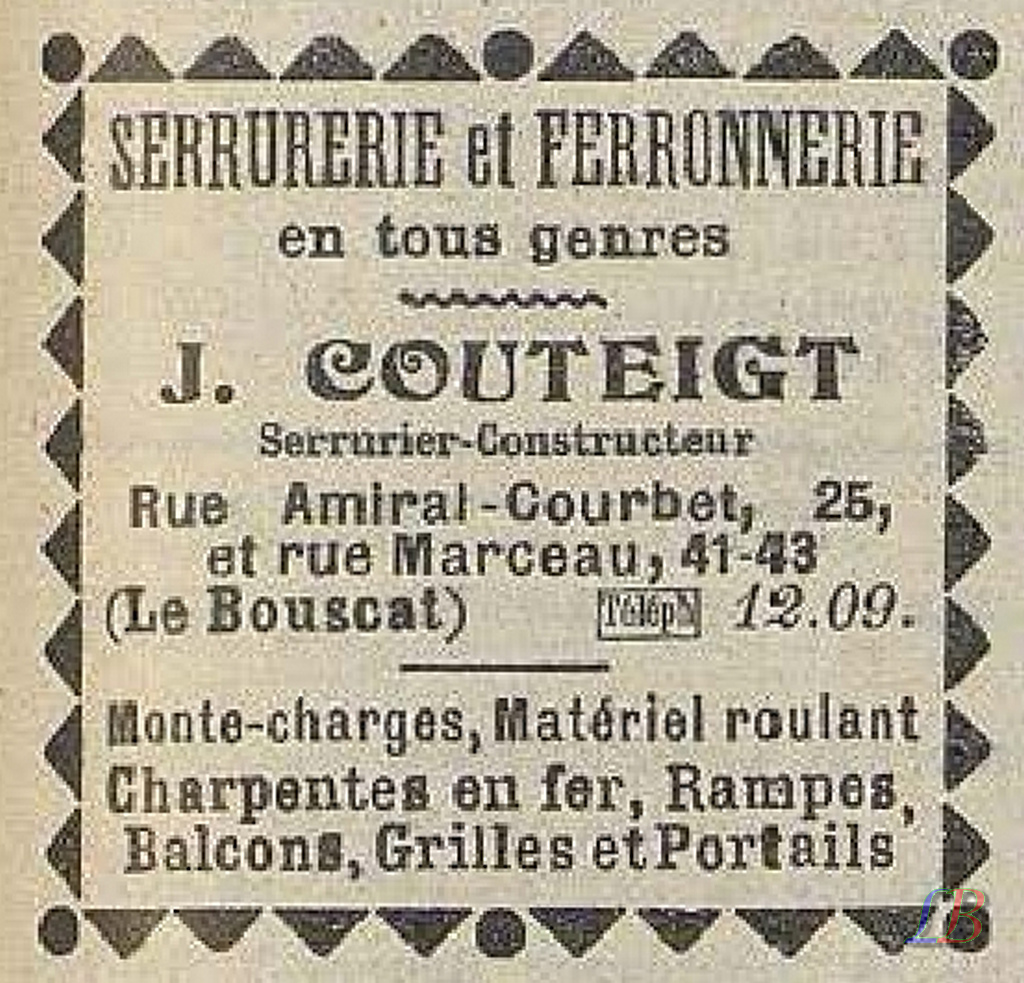 SERRURERIE et FERRONNERIE
en tous genres
J. COUTEIGT
Serrurier-Constructeur
Rue Amiral-Courbet, 25,
et rue Marceau, 41-43
(Le Bouscat) Téléph 12.09.
Monte-charges, Matériel roulant
Charpentes en fer, Rampes,
Balcons, Grilles et Portails
LB